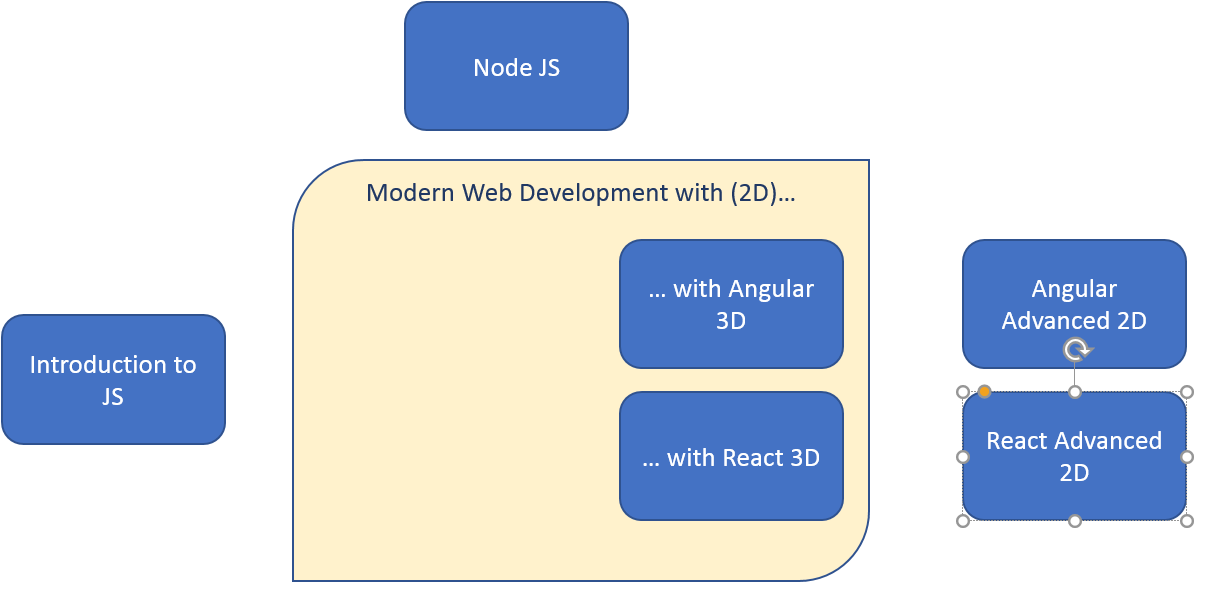 Node JS
Modern Web Development with (2D)...
... with Angular
3D
Angular
Advanced 2D
Introduction to
JS
... with React 3D
React Advanced
2D